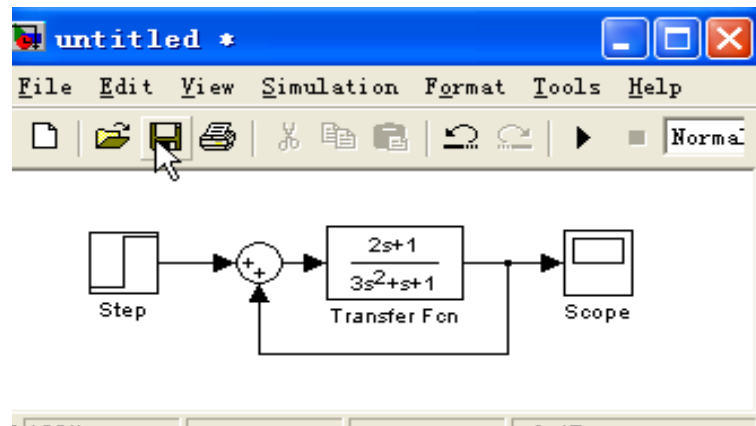 untitled *
File Edit View Simulation Format Tools Help
Normal
+
+
2s+1
3s²+s+1
Step
Transfer Fcn
Scope